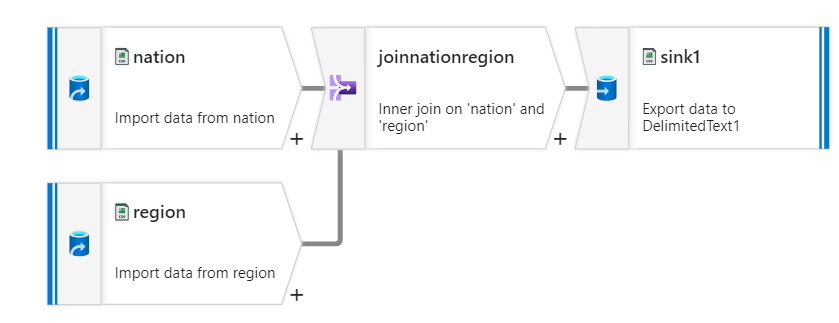 nation
Import data from nation
joinnationregion
Inner join on 'nation' and
'region'
sink1
Export data to
DelimitedText1
region
Import data from region